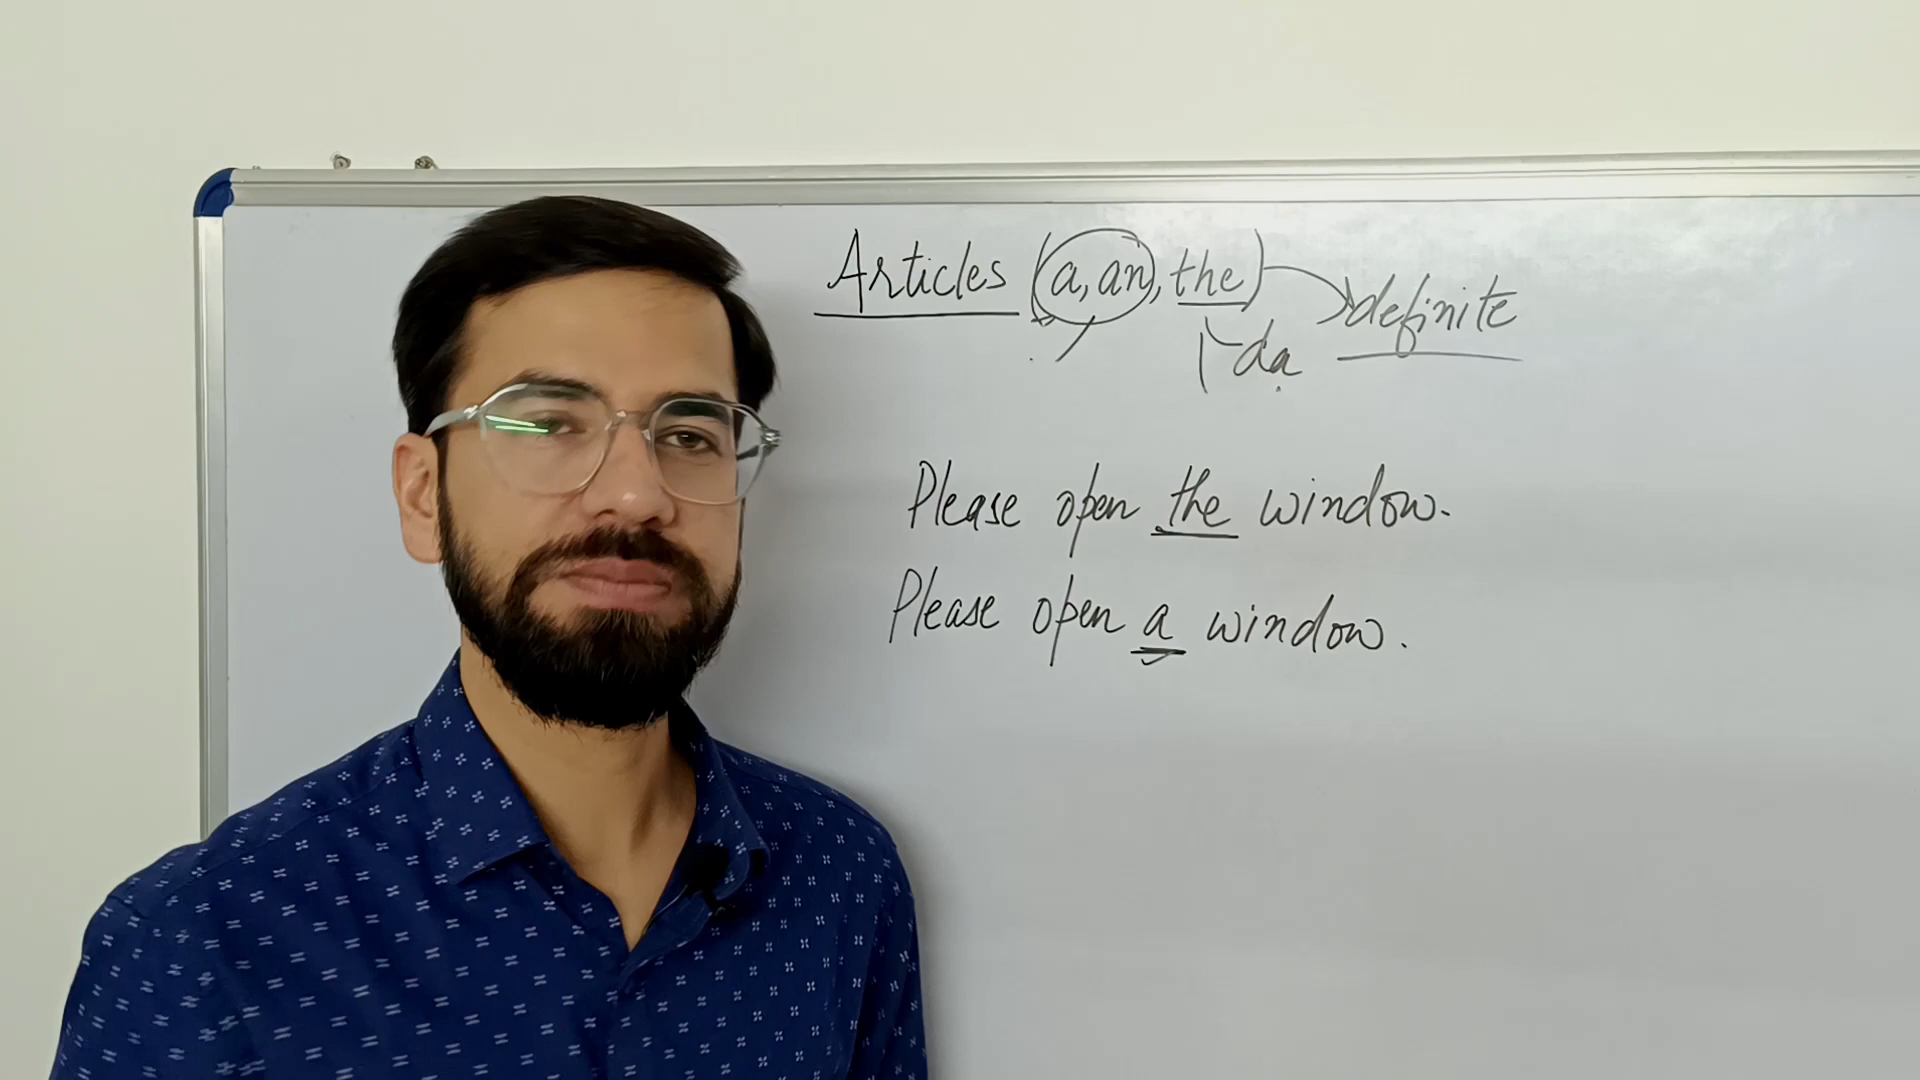 Articles (a, an, the) definite
da
Please open the window.
Please open a window.